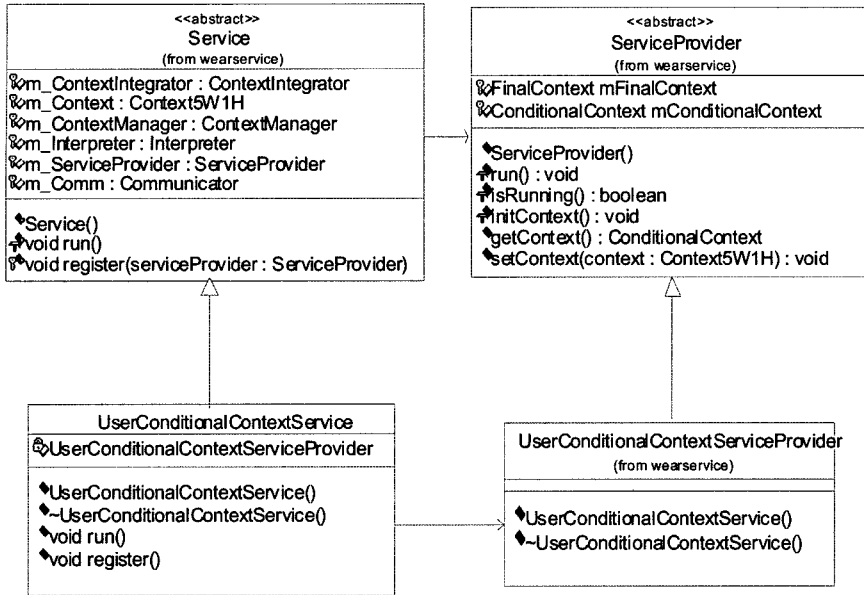 <<abstract>>
Service
(from wearservice)
m_ContextIntegrator : ContextIntegrator
m_Context : Context5W1H
m_ContextManager : ContextManager
m_Interpreter : Interpreter
m_ServiceProvider : ServiceProvider
m_Comm : Communicator
Service()
void run()
void register(serviceProvider : ServiceProvider)
<<abstract>>
ServiceProvider
(from wearservice)
FinalContext mFinalContext
ConditionalContext mConditionalContext
ServiceProvider()
run() : void
isRunning() : boolean
initContext() : void
getContext() : ConditionalContext
setContext(context : Context5W1H) : void
UserConditionalContextService
UserConditionalContextServiceProvider
UserConditionalContextService()
~UserConditionalContextService()
void run()
void register()
UserConditionalContextServiceProvider
(from wearservice)
UserConditionalContextService()
~UserConditionalContextService()